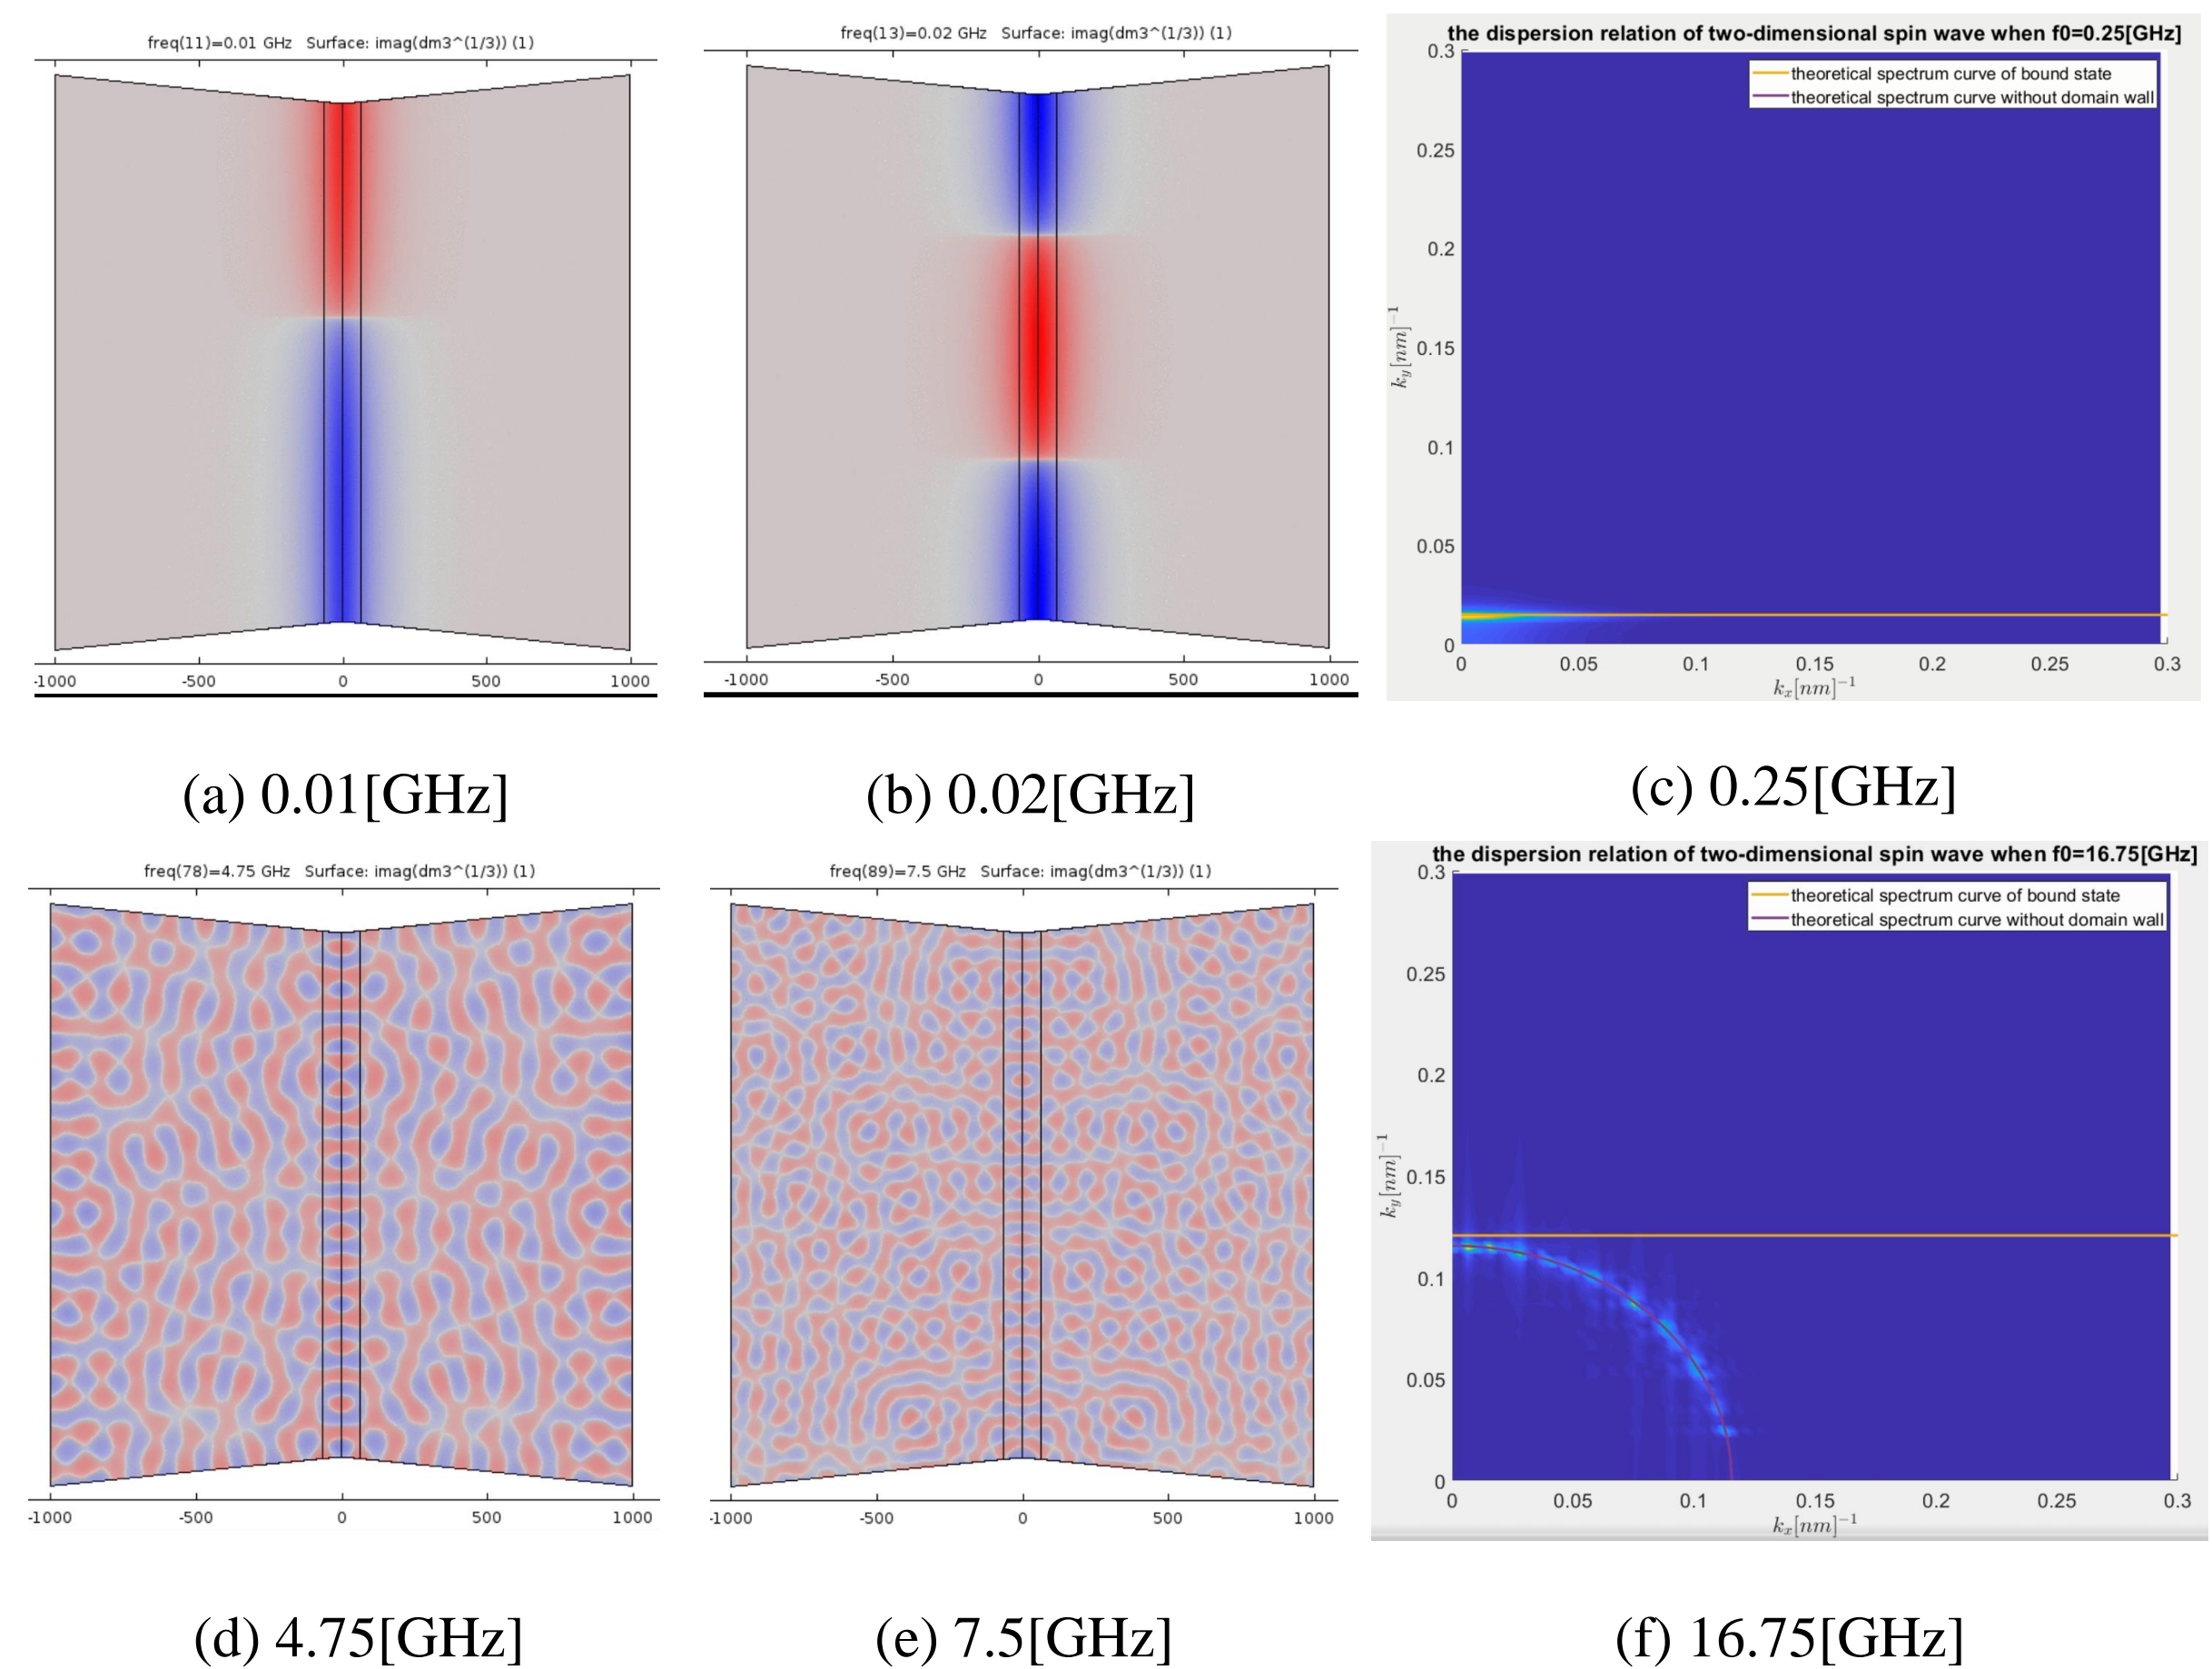 freq(11)=0.01 GHz Surface: imag(dm3^(1/3)) (1)
-1000 -500 0 500 1000
(a) 0.01[GHz]
freq(13)=0.02 GHz Surface: imag(dm3^(1/3)) (1)
-1000 -500 0 500 1000
(b) 0.02[GHz]
the dispersion relation of two-dimensional spin wave when f0=0.25[GHz]
theoretical spectrum curve of bound state
theoretical spectrum curve without domain wall
0.3
0.25
0.2
0.15
0.1
0.05
0
k_y[nm]^{-1}
0 0.05 0.1 0.15 0.2 0.25 0.3
k_x[nm]^{-1}
(c) 0.25[GHz]
freq(78)=4.75 GHz Surface: imag(dm3^(1/3)) (1)
-1000 -500 0 500 1000
(d) 4.75[GHz]
freq(89)=7.5 GHz Surface: imag(dm3^(1/3)) (1)
-1000 -500 0 500 1000
(e) 7.5[GHz]
the dispersion relation of two-dimensional spin wave when f0=16.75[GHz]
theoretical spectrum curve of bound state
theoretical spectrum curve without domain wall
0.3
0.25
0.2
0.15
0.1
0.05
0
k_y[nm]^{-1}
0 0.05 0.1 0.15 0.2 0.25 0.3
k_x[nm]^{-1}
(f) 16.75[GHz]